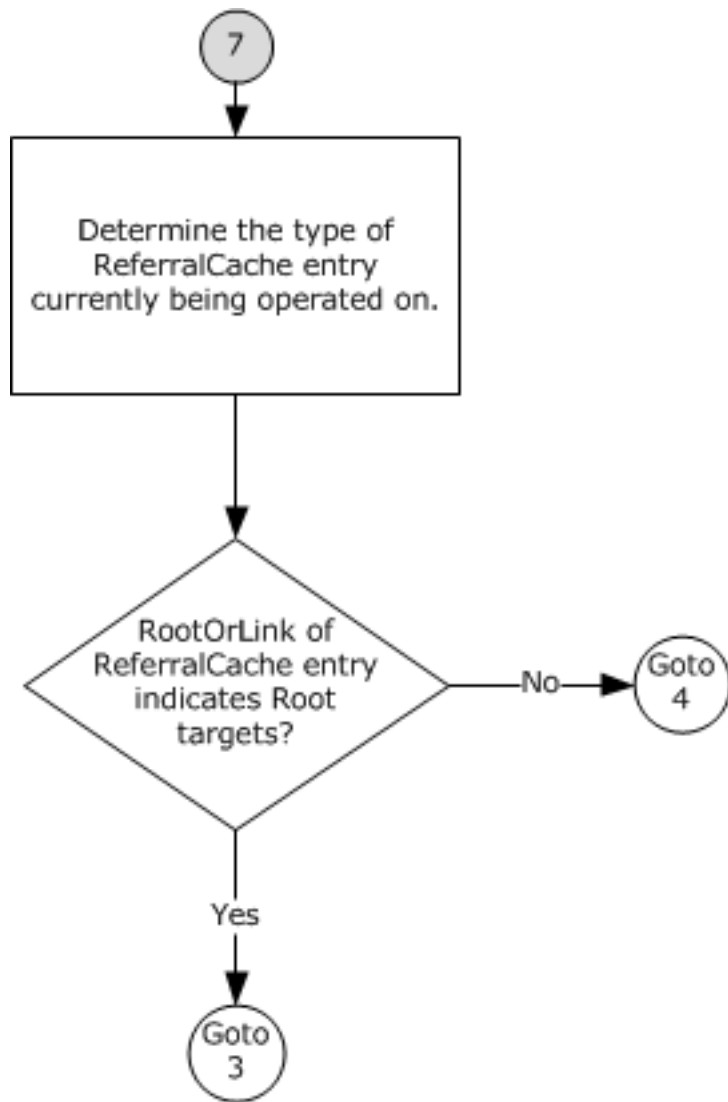 7
Determine the type of
ReferralCache entry
currently being operated on.
RootOrLink of
ReferralCache entry
indicates Root
targets?
No
Goto
4
Yes
Goto
3